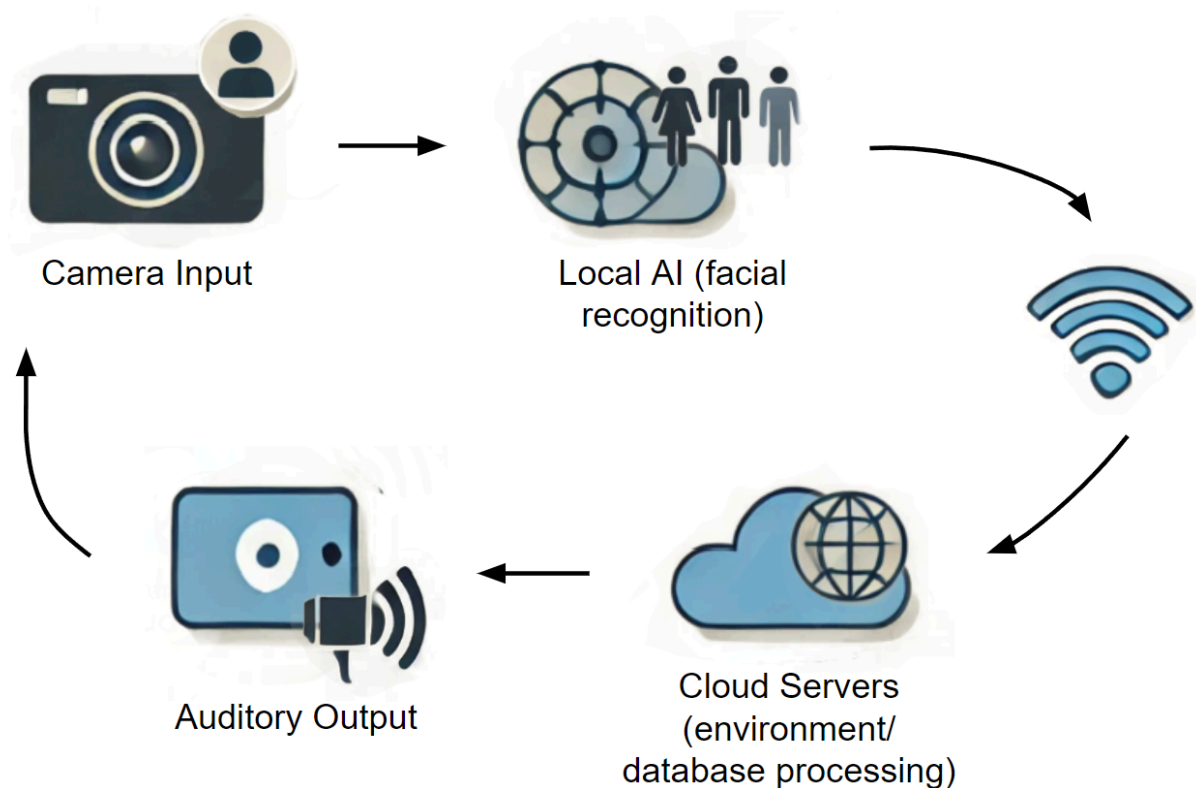 Camera Input
Local AI (facial
recognition)
Auditory Output
Cloud Servers
(environment/
database processing)